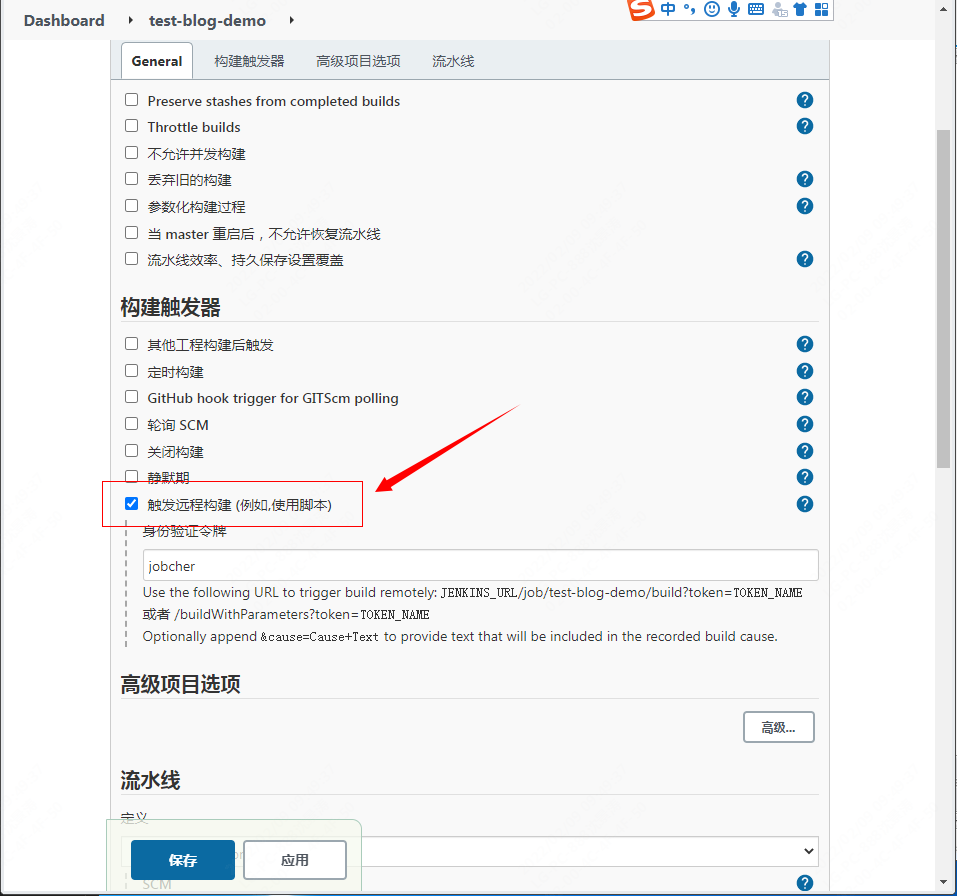 Dashboard test-blog-demo
中
General 构建触发器 高级项目选项 流水线
Preserve stashes from completed builds
Throttle builds
不允许并发构建
丢弃旧的构建
参数化构建过程
当 master 重启后，不允许恢复流水线
流水线效率、持久保存设置覆盖
构建触发器
其他工程构建后触发
定时构建
GitHub hook trigger for GITScm polling
轮询 SCM
关闭构建
静默期
触发远程构建 (例如,使用脚本)
身份验证令牌
jobcher
Use the following URL to trigger build remotely: JENKINS_URL/job/test-blog-demo/build?token=TOKEN_NAME
或者 /buildWithParameters?token=TOKEN_NAME
Optionally append &cause=Cause+Text to provide text that will be included in the recorded build cause.
高级项目选项
高级...
流水线
定义
保存 应用
SCM